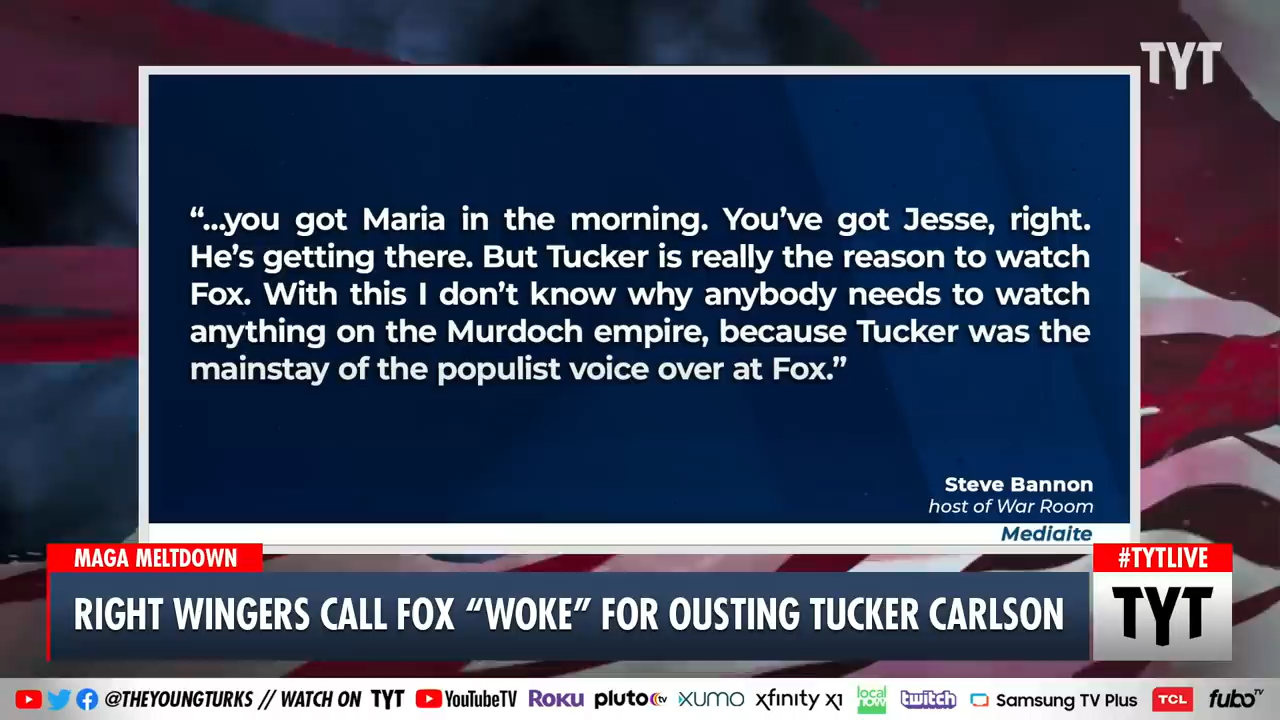 TYT
“...you got Maria in the morning. You’ve got Jesse, right.
He’s getting there. But Tucker is really the reason to watch
Fox. With this I don’t know why anybody needs to watch
anything on the Murdoch empire, because Tucker was the
mainstay of the populist voice over at Fox.”
Steve Bannon
host of War Room
Mediaite
MAGA MELTDOWN
#TYTLIVE
RIGHT WINGERS CALL FOX “WOKE” FOR OUSTING TUCKER CARLSON
TYT
@THEYOUNGTURKS // WATCH ON TYT YouTubeTV ROKU pluto tv XUMO xfinity X1 local now twitch Samsung TV Plus TCL fubo TV